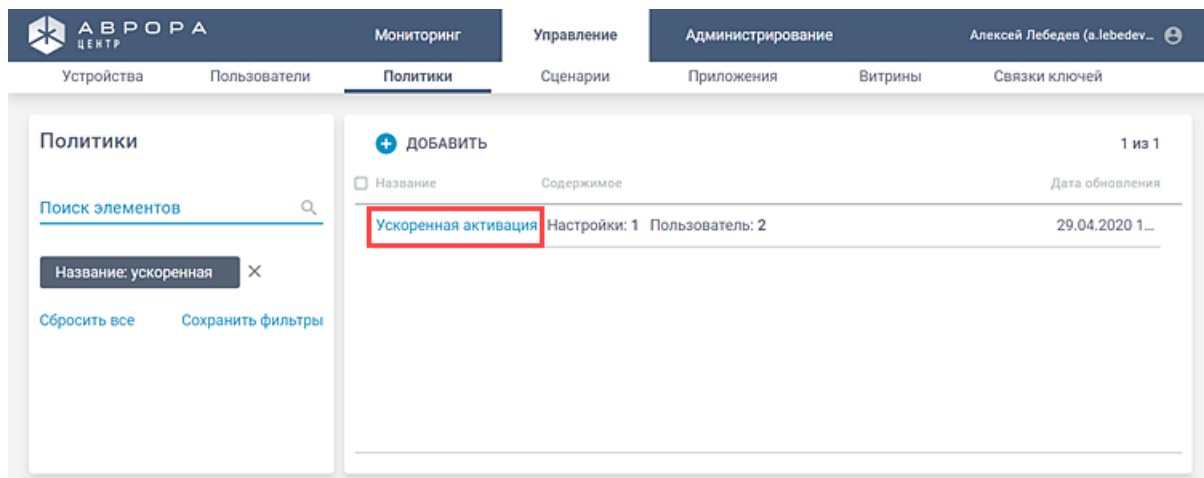 АВРОРА
ЦЕНТР
Мониторинг Управление Администрирование Алексей Лебедев (a.lebedev...
Устройства Пользователи Политики Сценарии Приложения Витрины Связки ключей
Политики
ДОБАВИТЬ 1 из 1
Название Содержимое Дата обновления
Поиск элементов
Ускоренная активация Настройки: 1 Пользователь: 2 29.04.2020 1...
Название: ускоренная
Сбросить все Сохранить фильтры